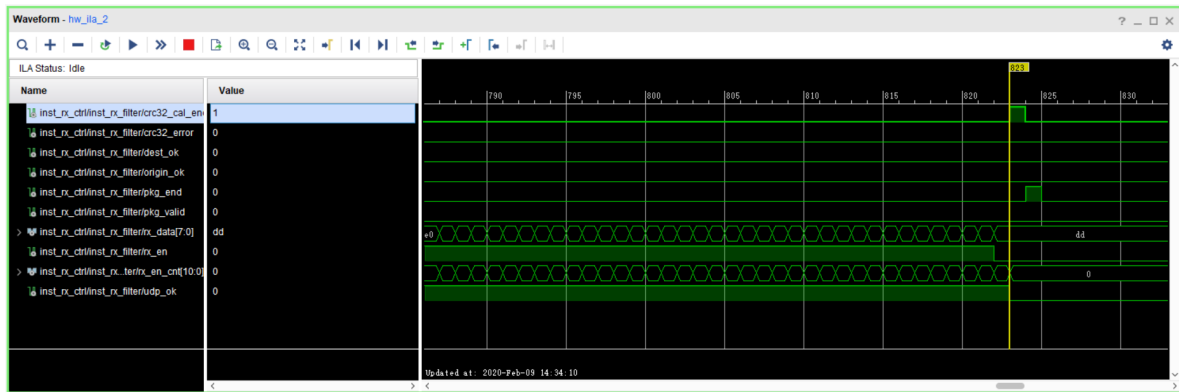 Waveform - hw_ila_2
ILA Status: Idle
Name
Value
inst_rx_ctrl/inst_rx_filter/crc32_cal_en
1
inst_rx_ctrl/inst_rx_filter/crc32_error
0
inst_rx_ctrl/inst_rx_filter/dest_ok
0
inst_rx_ctrl/inst_rx_filter/origin_ok
0
inst_rx_ctrl/inst_rx_filter/pkg_end
0
inst_rx_ctrl/inst_rx_filter/pkg_valid
0
inst_rx_ctrl/inst_rx_filter/rx_data[7:0]
dd
inst_rx_ctrl/inst_rx_filter/rx_en
0
inst_rx_ctrl/inst_rx...ter/rx_en_cnt[10:0]
0
inst_rx_ctrl/inst_rx_filter/udp_ok
0
823
790 795 800 805 810 815 820 825 830
e0 dd
0
Updated at: 2020-Feb-09 14:34:10